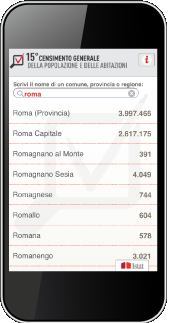 15°CENSIMENTO GENERALE
DELLA POPOLAZIONE E DELLE ABITAZIONI
i
Scrivi il nome di un comune, provincia o regione:
roma
Roma (Provincia) 3.997.465
Roma Capitale 2.617.175
Romagnano al Monte 391
Romagnano Sesia 4.049
Romagnese 744
Romallo 604
Romana 578
Romanengo 3.021
Istat